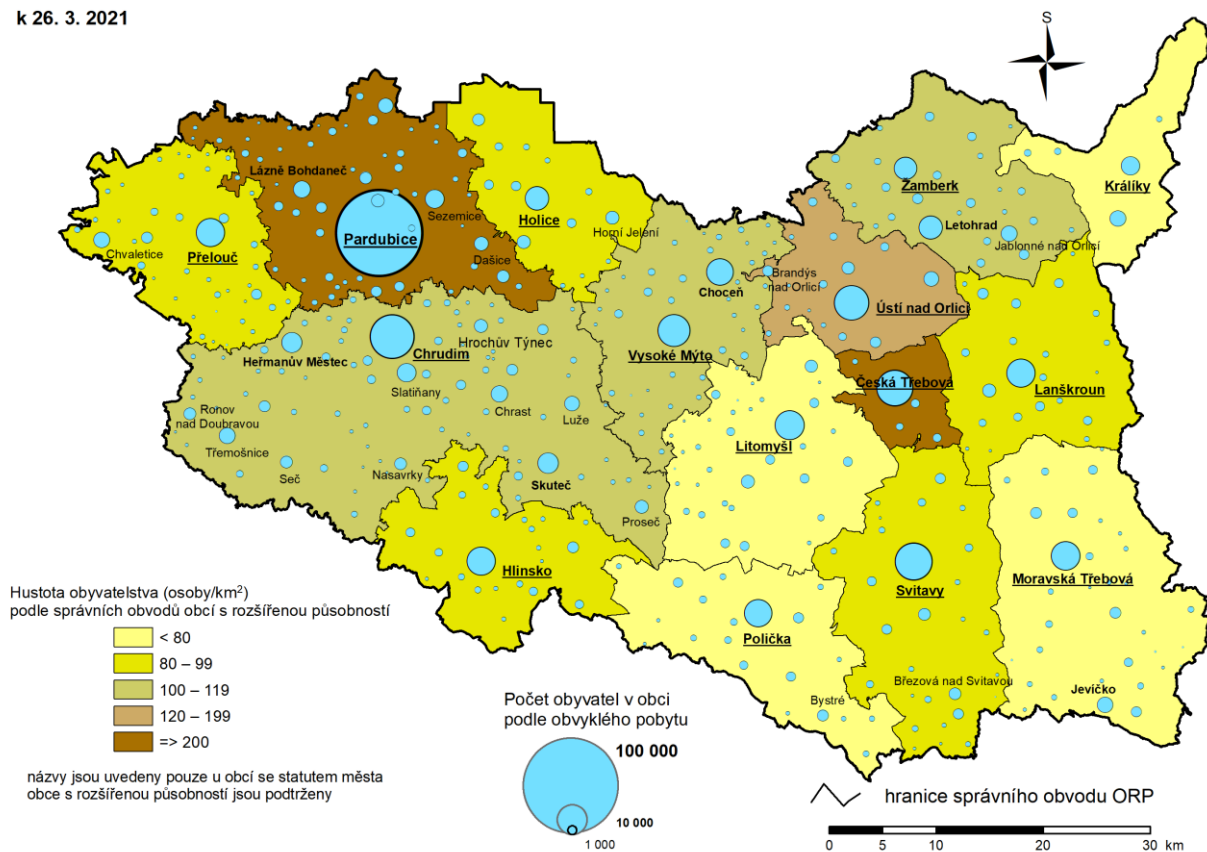 k 26. 3. 2021
S
Lázně Bohdaneč
Žamberk
Králíky
Sezemice
Holice
Letohrad
Pardubice
Horní Jelení
Jablonné nad Orlicí
Chvaletice
Přelouč
Dašice
Brandýs
nad Orlicí
Choceň
Ústí nad Orlicí
Hrochův Týnec
Chrudim
Heřmanův Městec
Vysoké Mýto
Slatiňany
Česká Třebová
Lanškroun
Chrast
Rohov
nad Doubravou
Luže
Třemošnice
Litomyšl
Seč
Nasavrky
Skuteč
Proseč
Hlinsko
Moravská Třebová
Svitavy
Polička
Březová nad Svitavou
Jevíčko
Bystré
Hustota obyvatelstva (osoby/km²)
podle správních obvodů obcí s rozšířenou působností
< 80
80 – 99
100 – 119
120 – 199
=> 200
názvy jsou uvedeny pouze u obcí se statutem města
obce s rozšířenou působností jsou podtrženy
Počet obyvatel v obci
podle obvyklého pobytu
100 000
10 000
1 000
hranice správního obvodu ORP
0 5 10 20 30 km